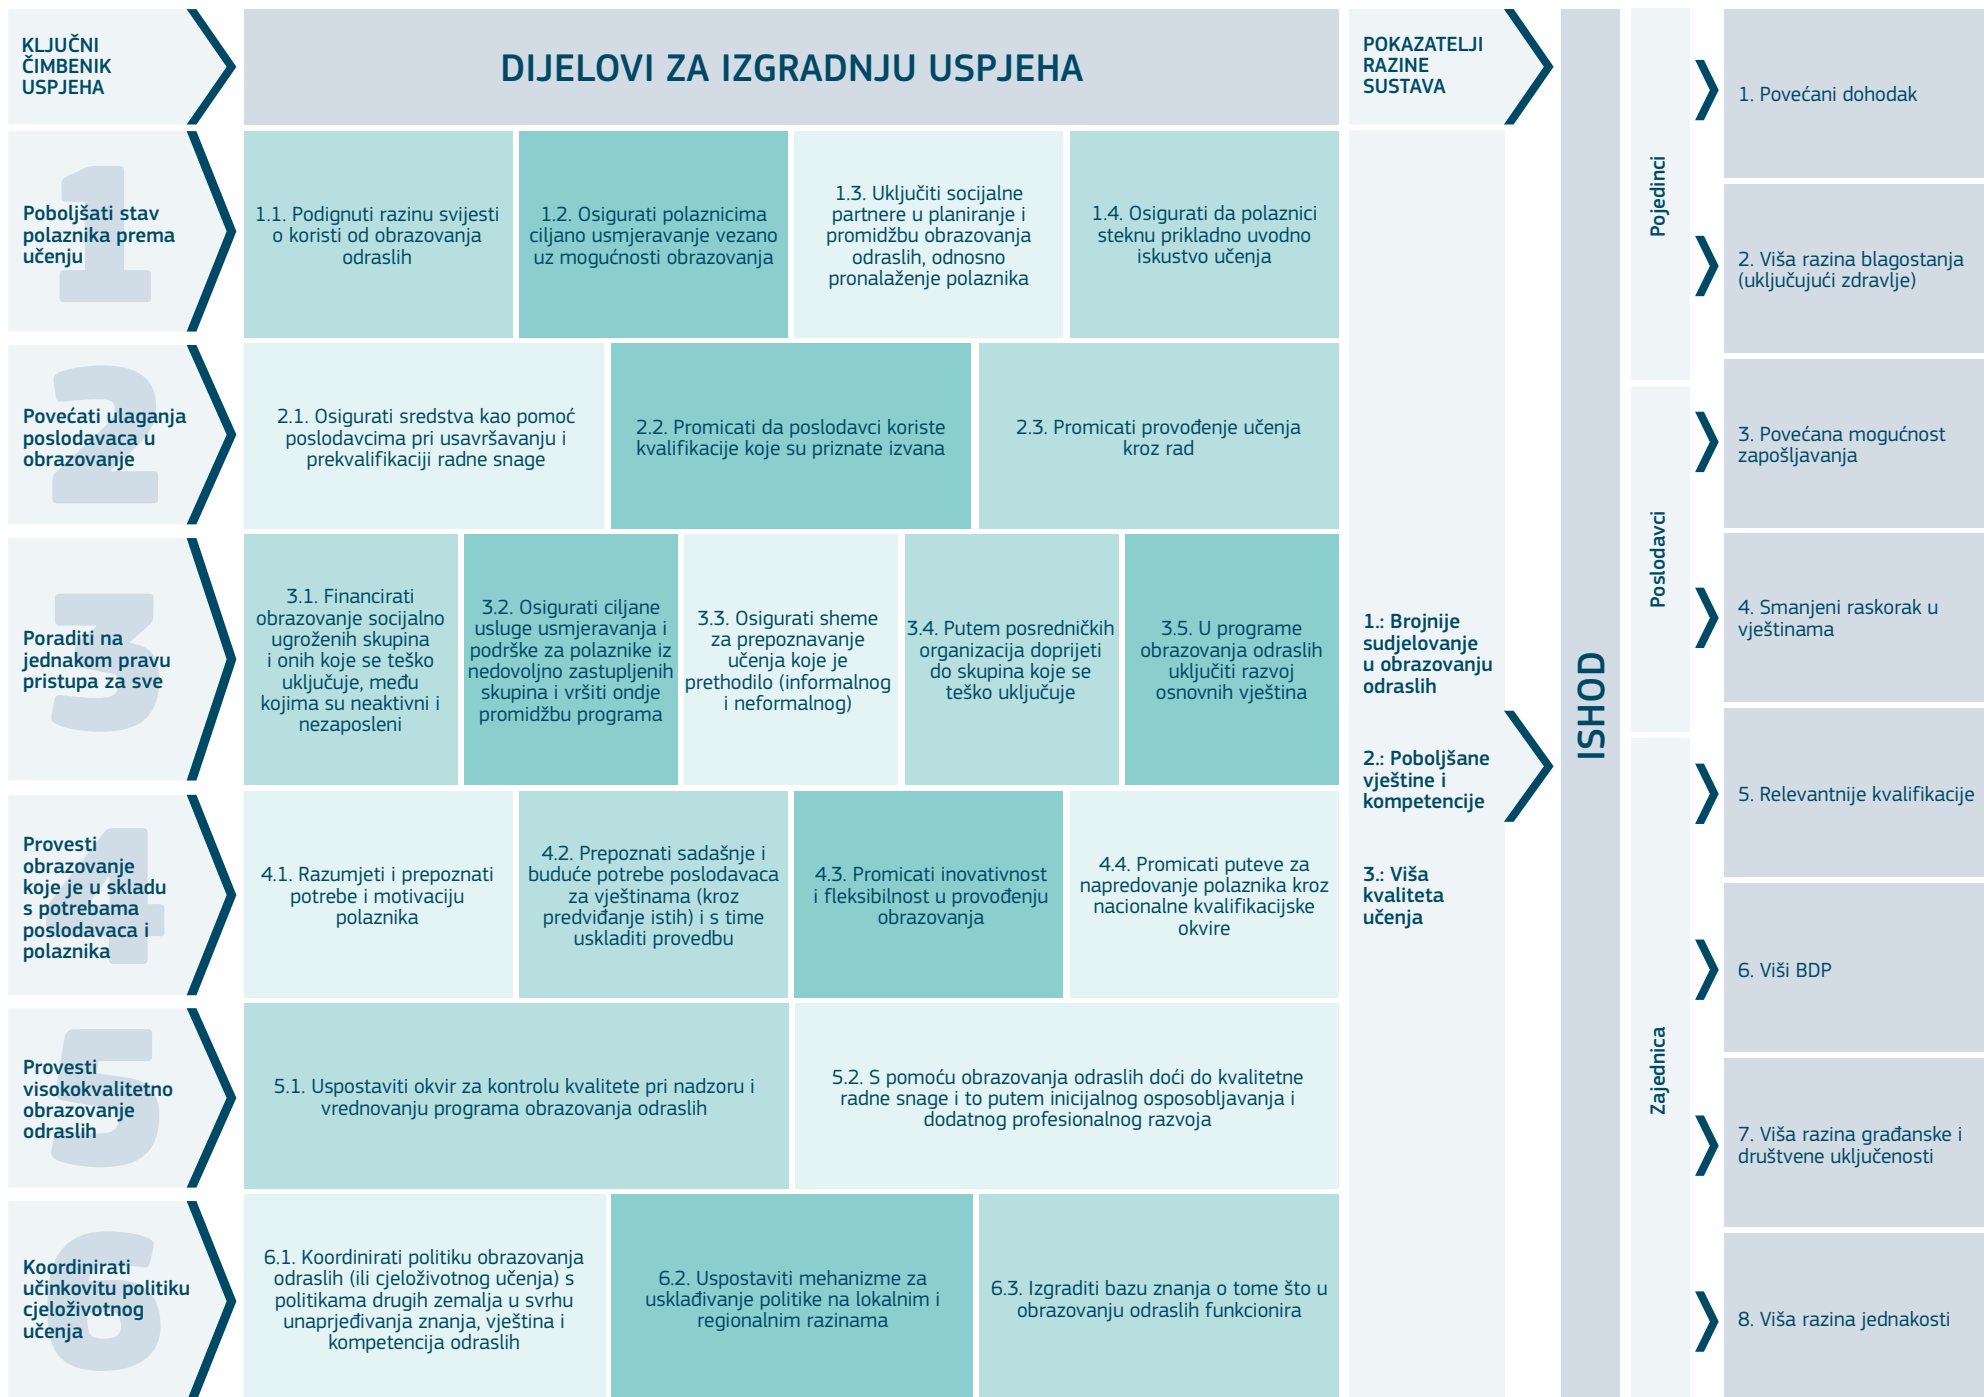 KLJUČNI
ČIMBENIK
USPJEHA
DIJELOVI ZA IZGRADNJU USPJEHA
POKAZATELJI
RAZINE
SUSTAVA
1
Poboljšati stav
polaznika prema
učenju
1.1. Podignuti razinu svijesti
o koristi od obrazovanja
odraslih
1.2. Osigurati polaznicima
ciljano usmjeravanje vezano
uz mogućnosti obrazovanja
1.3. Uključiti socijalne
partnere u planiranje i
promidžbu obrazovanja
odraslih, odnosno
pronalaženje polaznika
1.4. Osigurati da polaznici
steknu prikladno uvodno
iskustvo učenja
2
Povećati ulaganja
poslodavaca u
obrazovanje
2.1. Osigurati sredstva kao pomoć
poslodavcima pri usavršavanju i
prekvalifikaciji radne snage
2.2. Promicati da poslodavci koriste
kvalifikacije koje su priznate izvana
2.3. Promicati provođenje učenja
kroz rad
3
Poraditi na
jednakom pravu
pristupa za sve
3.1. Financirati
obrazovanje socijalno
ugroženih skupina
i onih koje se teško
uključuje, među
kojima su neaktivni i
nezaposleni
3.2. Osigurati ciljane
usluge usmjeravanja i
podrške za polaznike iz
nedovoljno zastupljenih
skupina i vršiti ondje
promidžbu programa
3.3. Osigurati sheme
za prepoznavanje
učenja koje je
prethodilo (informalnog
i neformalnog)
3.4. Putem posredničkih
organizacija doprijeti
do skupina koje se
teško uključuje
3.5. U programe
obrazovanja odraslih
uključiti razvoj
osnovnih vještina
4
Provesti
obrazovanje
koje je u skladu
s potrebama
poslodavaca i
polaznika
4.1. Razumjeti i prepoznati
potrebe i motivaciju
polaznika
4.2. Prepoznati sadašnje i
buduće potrebe poslodavaca
za vještinama (kroz
predviđanje istih) i s time
uskladiti provedbu
4.3. Promicati inovativnost
i fleksibilnost u provođenju
obrazovanja
4.4. Promicati puteve za
napredovanje polaznika kroz
nacionalne kvalifikacijske
okvire
5
Provesti
visokokvalitetno
obrazovanje
odraslih
5.1. Uspostaviti okvir za kontrolu kvalitete pri nadzoru i
vrednovanju programa obrazovanja odraslih
5.2. S pomoću obrazovanja odraslih doći do kvalitetne
radne snage i to putem inicijalnog osposobljavanja i
dodatnog profesionalnog razvoja
6
Koordinirati
učinkovitu politiku
cjeloživotnog
učenja
6.1. Koordinirati politiku obrazovanja
odraslih (ili cjeloživotnog učenja) s
politikama drugih zemalja u svrhu
unaprjeđivanja znanja, vještina i
kompetencija odraslih
6.2. Uspostaviti mehanizme za
usklađivanje politike na lokalnim i
regionalnim razinama
6.3. Izgraditi bazu znanja o tome što u
obrazovanju odraslih funkcionira
1.: Brojnije
sudjelovanje
u obrazovanju
odraslih
2.: Poboljšane
vještine i
kompetencije
3.: Viša
kvaliteta
učenja
ISHOD
Pojedinci
Poslodavci
Zajednica
1. Povećani dohodak
2. Viša razina blagostanja
(uključujući zdravlje)
3. Povećana mogućnost
zapošljavanja
4. Smanjeni raskorak u
vještinama
5. Relevantnije kvalifikacije
6. Viši BDP
7. Viša razina građanske i
društvene uključenosti
8. Viša razina jednakosti